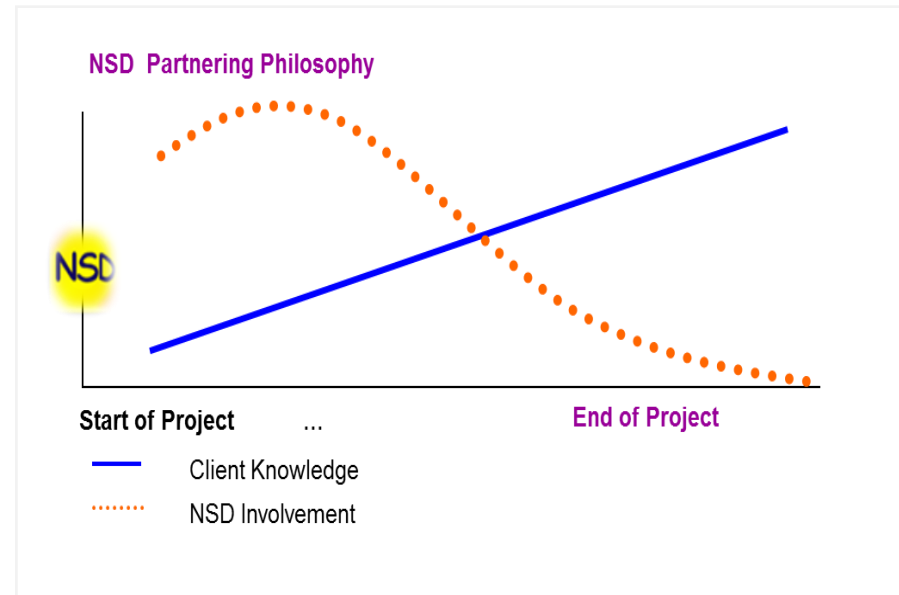 NSD Partnering Philosophy
NSD
Start of Project ... End of Project
Client Knowledge
NSD Involvement